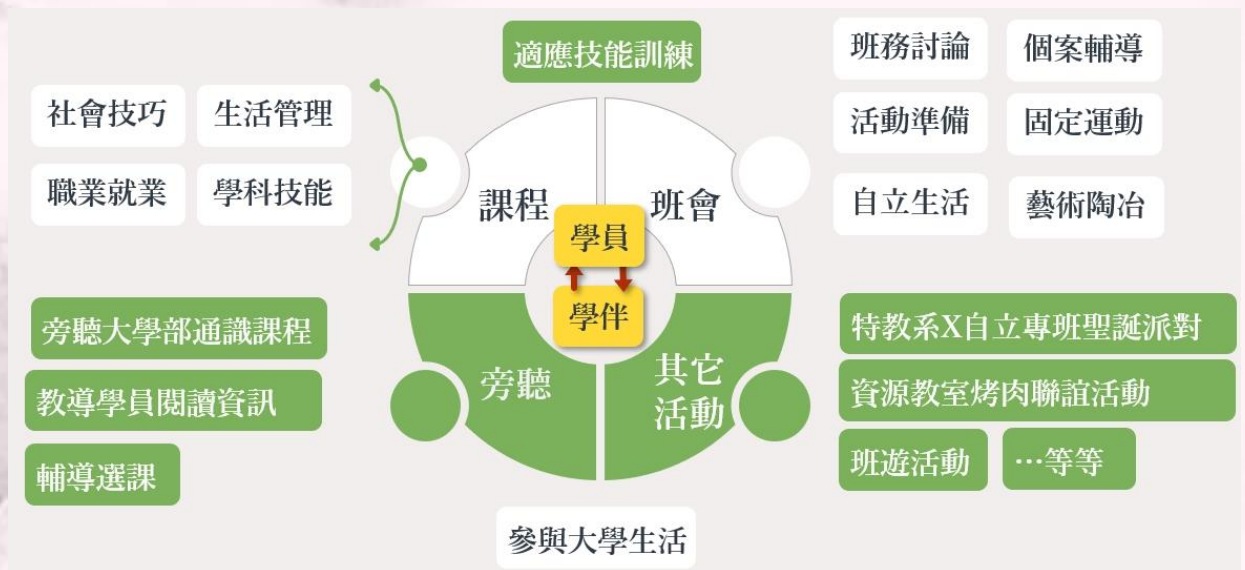 適應技能訓練
社會技巧
生活管理
職業就業
學科技能
課程
班會
班務討論
個案輔導
活動準備
固定運動
自立生活
藝術陶冶
學員
學伴
旁聽
其它
活動
旁聽大學部通識課程
教導學員閱讀資訊
輔導選課
特教系X自立專班聖誕派對
資源教室烤肉聯誼活動
班遊活動
…等等
參與大學生活